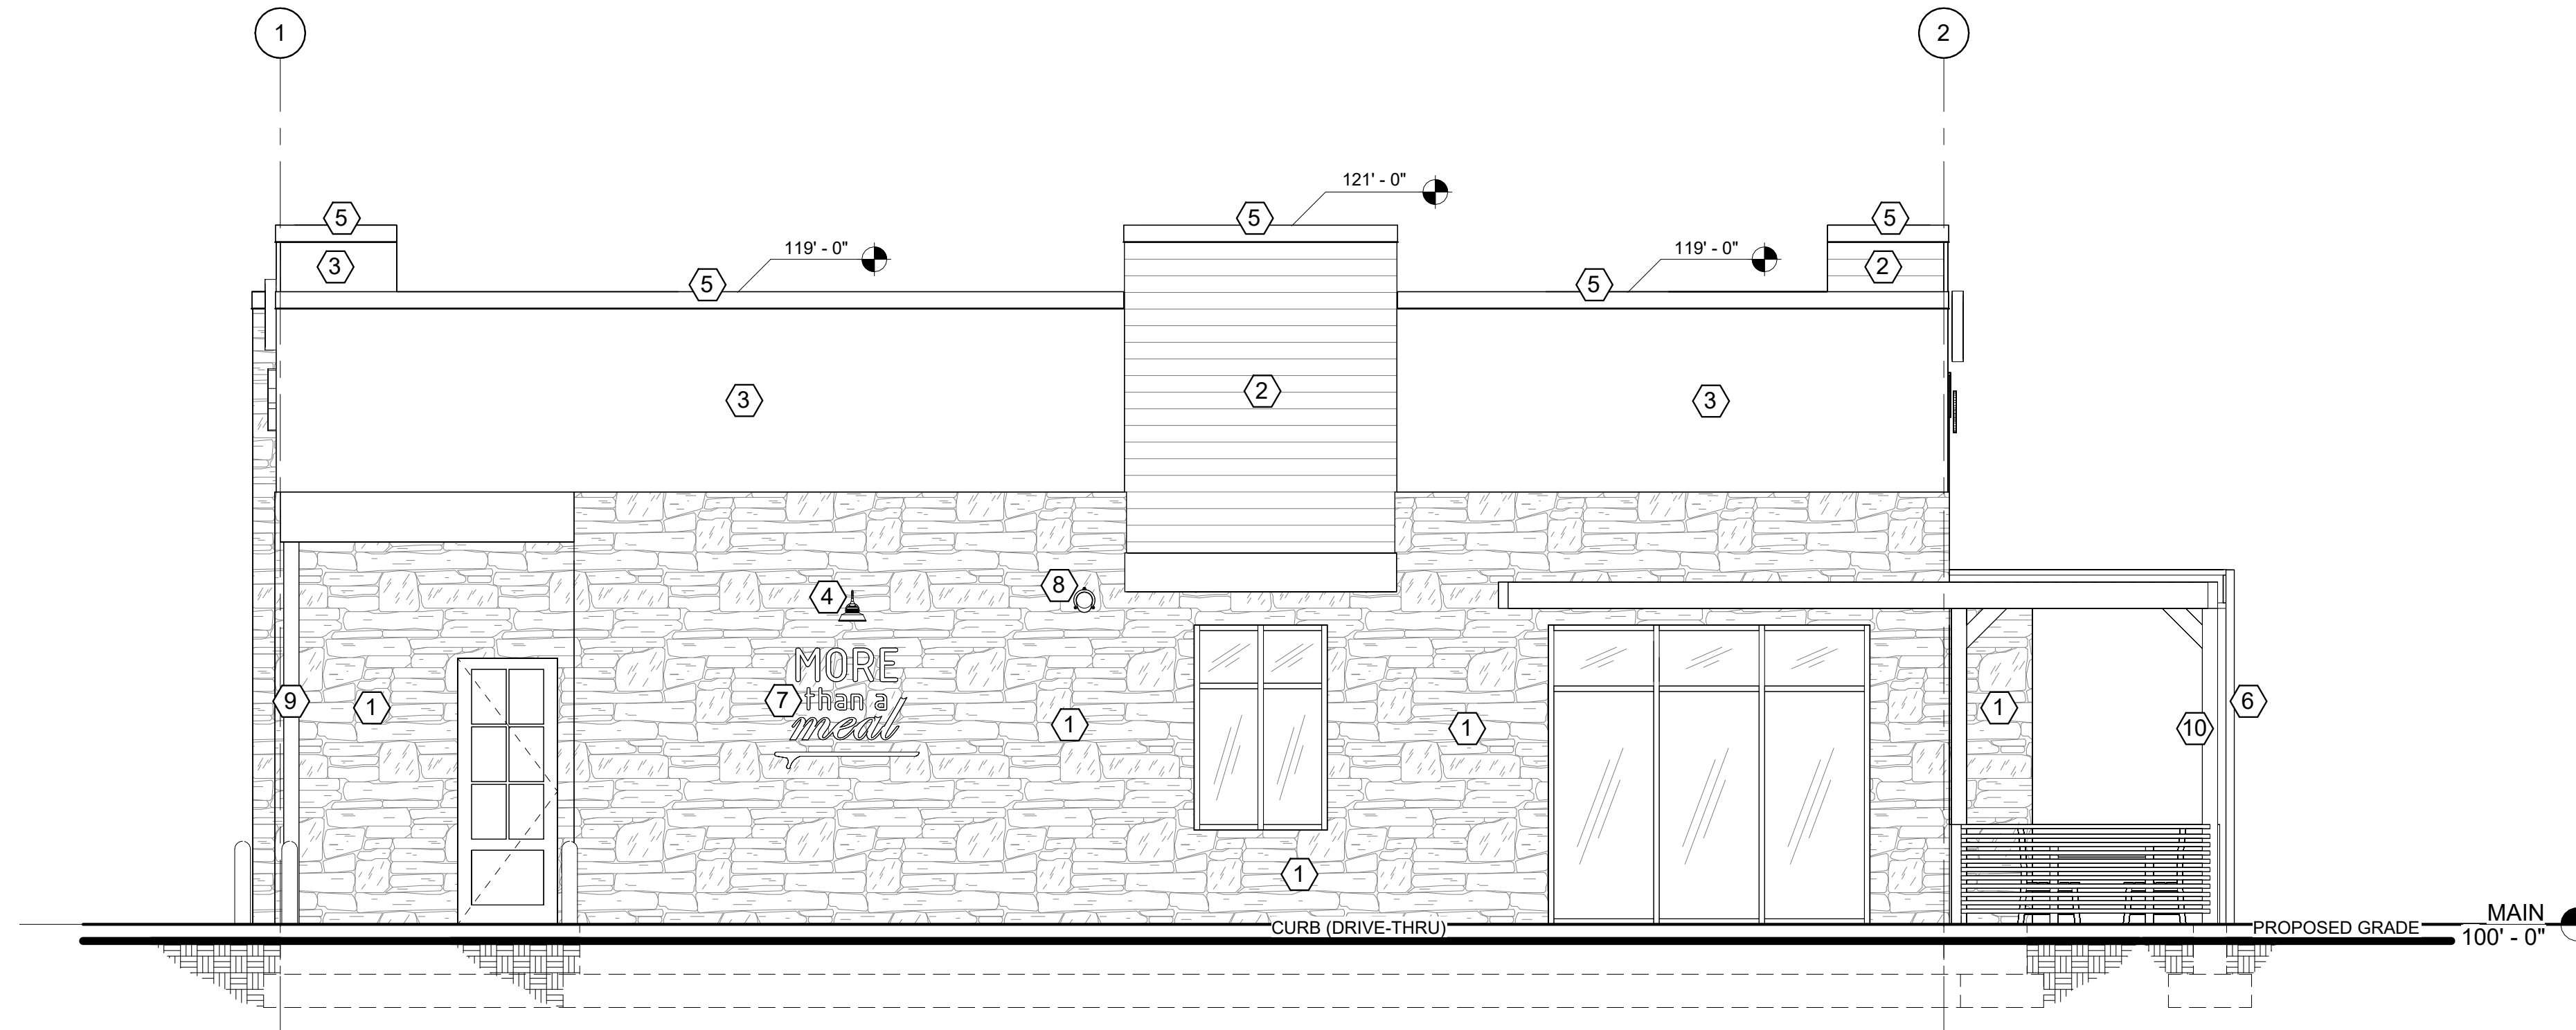 1
2
121' - 0"
5
5
5
119' - 0"
119' - 0"
3
2
5
5
2
3
3
8
4
MORE
than a
meal
7
9
1
1
1
1
10
6
1
MAIN
CURB (DRIVE-THRU)
PROPOSED GRADE
100' - 0"